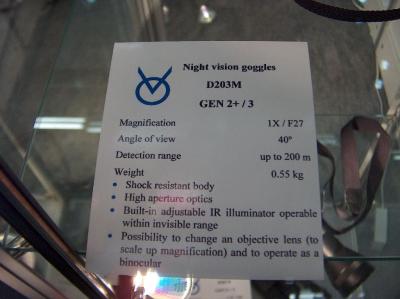 Night vision goggles
D203M
GEN 2+ / 3
Magnification 1X / F27
Angle of view 40°
Detection range up to 200 m
Weight 0.55 kg
• Shock resistant body
• High aperture optics
• Built-in adjustable IR illuminator operable
within invisible range
• Possibility to change an objective lens (to
scale up magnification) and to operate as a
binocular